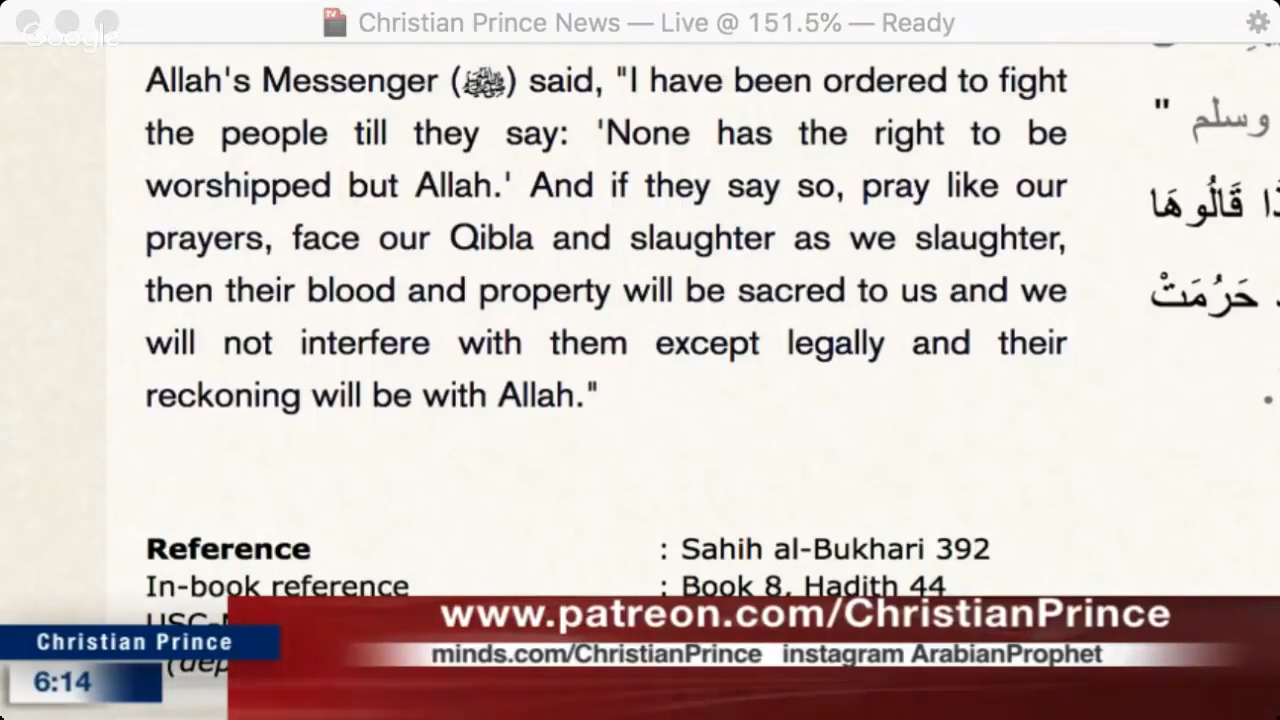 Christian Prince News — Live @ 151.5% — Ready
Google
Allah's Messenger (ﷺ) said, "I have been ordered to fight
the people till they say: 'None has the right to be
worshipped but Allah.' And if they say so, pray like our
prayers, face our Qibla and slaughter as we slaughter,
then their blood and property will be sacred to us and we
will not interfere with them except legally and their
reckoning will be with Allah."
وسلم "
قَالُوهَا
حَرُمَتْ
Reference : Sahih al-Bukhari 392
In-book reference : Book 8, Hadith 44
www.patreon.com/ChristianPrince
Christian Prince
minds.com/ChristianPrince instagram ArabianProphet
6:14